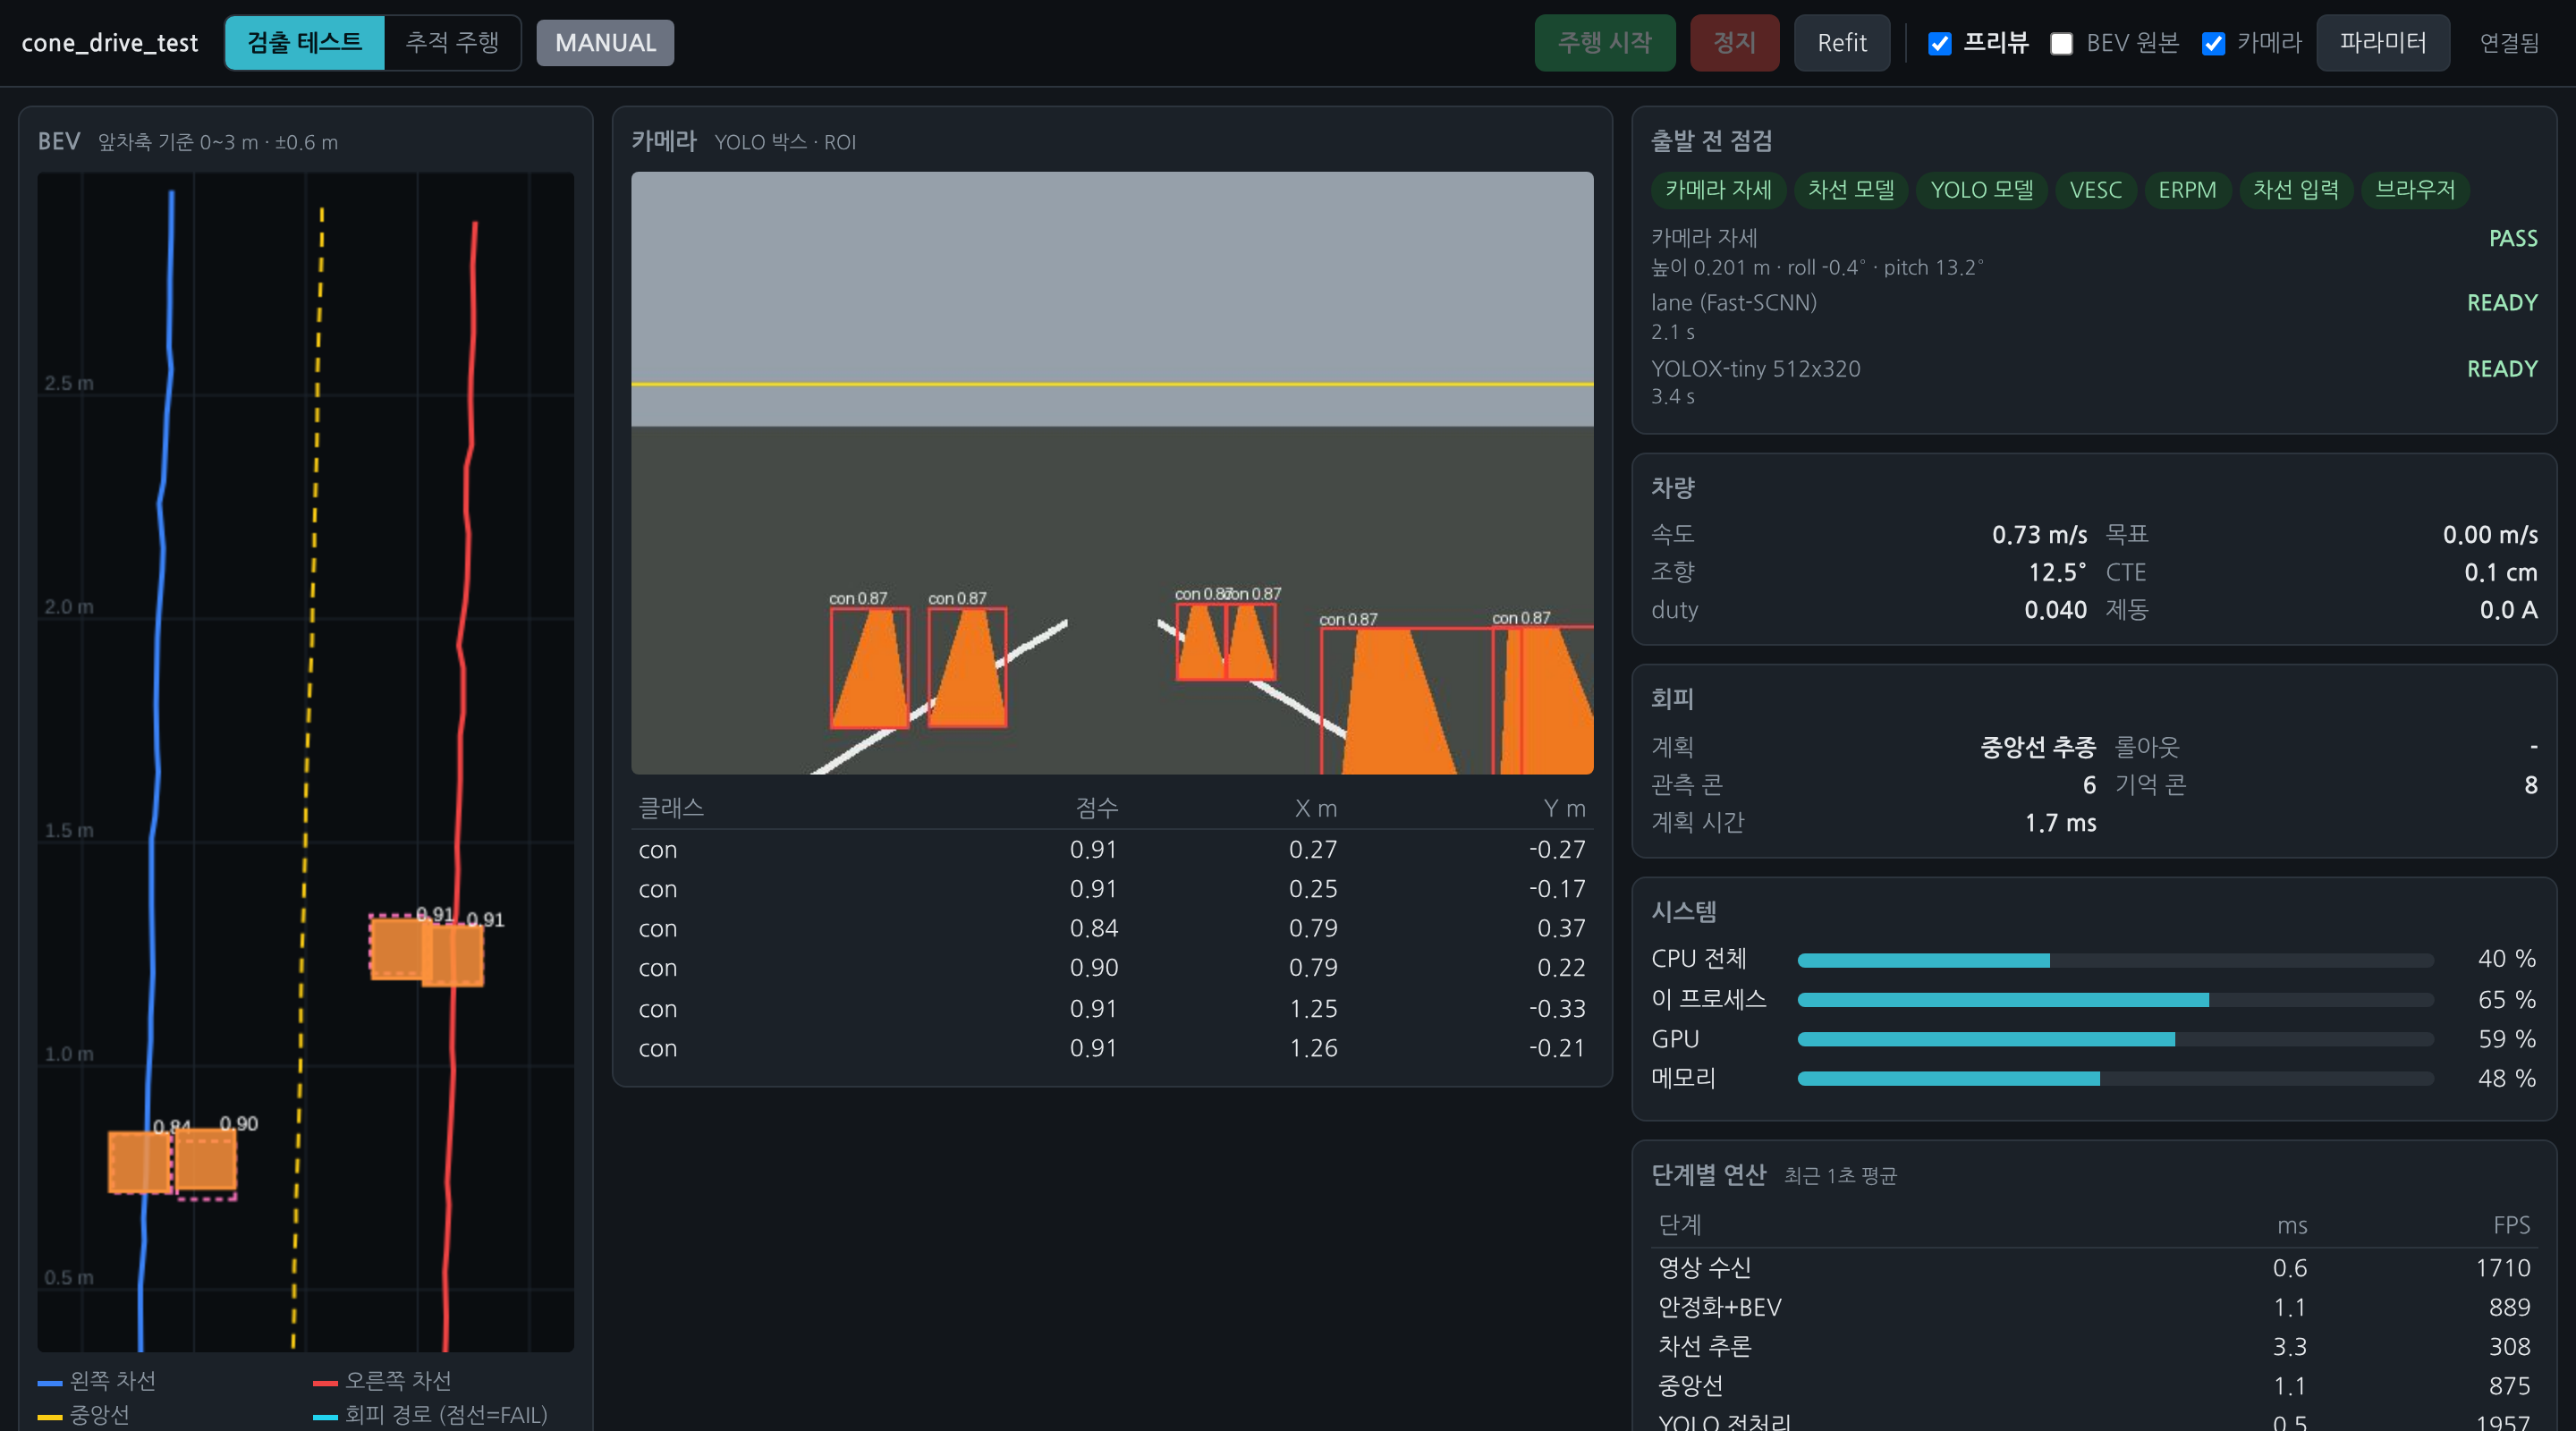 cone_drive_test 검출 테스트 추적 주행 MANUAL 주행 시작 정지 Refit 프리뷰 BEV 원본 카메라 파라미터 연결됨
BEV 앞차축 기준 0~3 m · ±0.6 m
2.5 m
2.0 m
1.5 m
0.91 0.91
1.0 m
0.84 0.90
0.5 m
왼쪽 차선 오른쪽 차선
중앙선 회피 경로 (점선=FAIL)
카메라 YOLO 박스 · ROI
con 0.87 con 0.87 con 0.87 con 0.87 con 0.87 con 0.87
클래스 점수 X m Y m
con 0.91 0.27 -0.27
con 0.91 0.25 -0.17
con 0.84 0.79 0.37
con 0.90 0.79 0.22
con 0.91 1.25 -0.33
con 0.91 1.26 -0.21
출발 전 점검
카메라 자세 차선 모델 YOLO 모델 VESC ERPM 차선 입력 브라우저
카메라 자세 PASS
높이 0.201 m · roll -0.4° · pitch 13.2°
lane (Fast-SCNN) READY
2.1 s
YOLOX-tiny 512x320 READY
3.4 s
차량
속도 0.73 m/s 목표 0.00 m/s
조향 12.5° CTE 0.1 cm
duty 0.040 제동 0.0 A
회피
계획 중앙선 추종 롤아웃 -
관측 콘 6 기억 콘 8
계획 시간 1.7 ms
시스템
CPU 전체 40 %
이 프로세스 65 %
GPU 59 %
메모리 48 %
단계별 연산 최근 1초 평균
단계 ms FPS
영상 수신 0.6 1710
안정화+BEV 1.1 889
차선 추론 3.3 308
중앙선 1.1 875
YOLO 전처리 0.5 1957